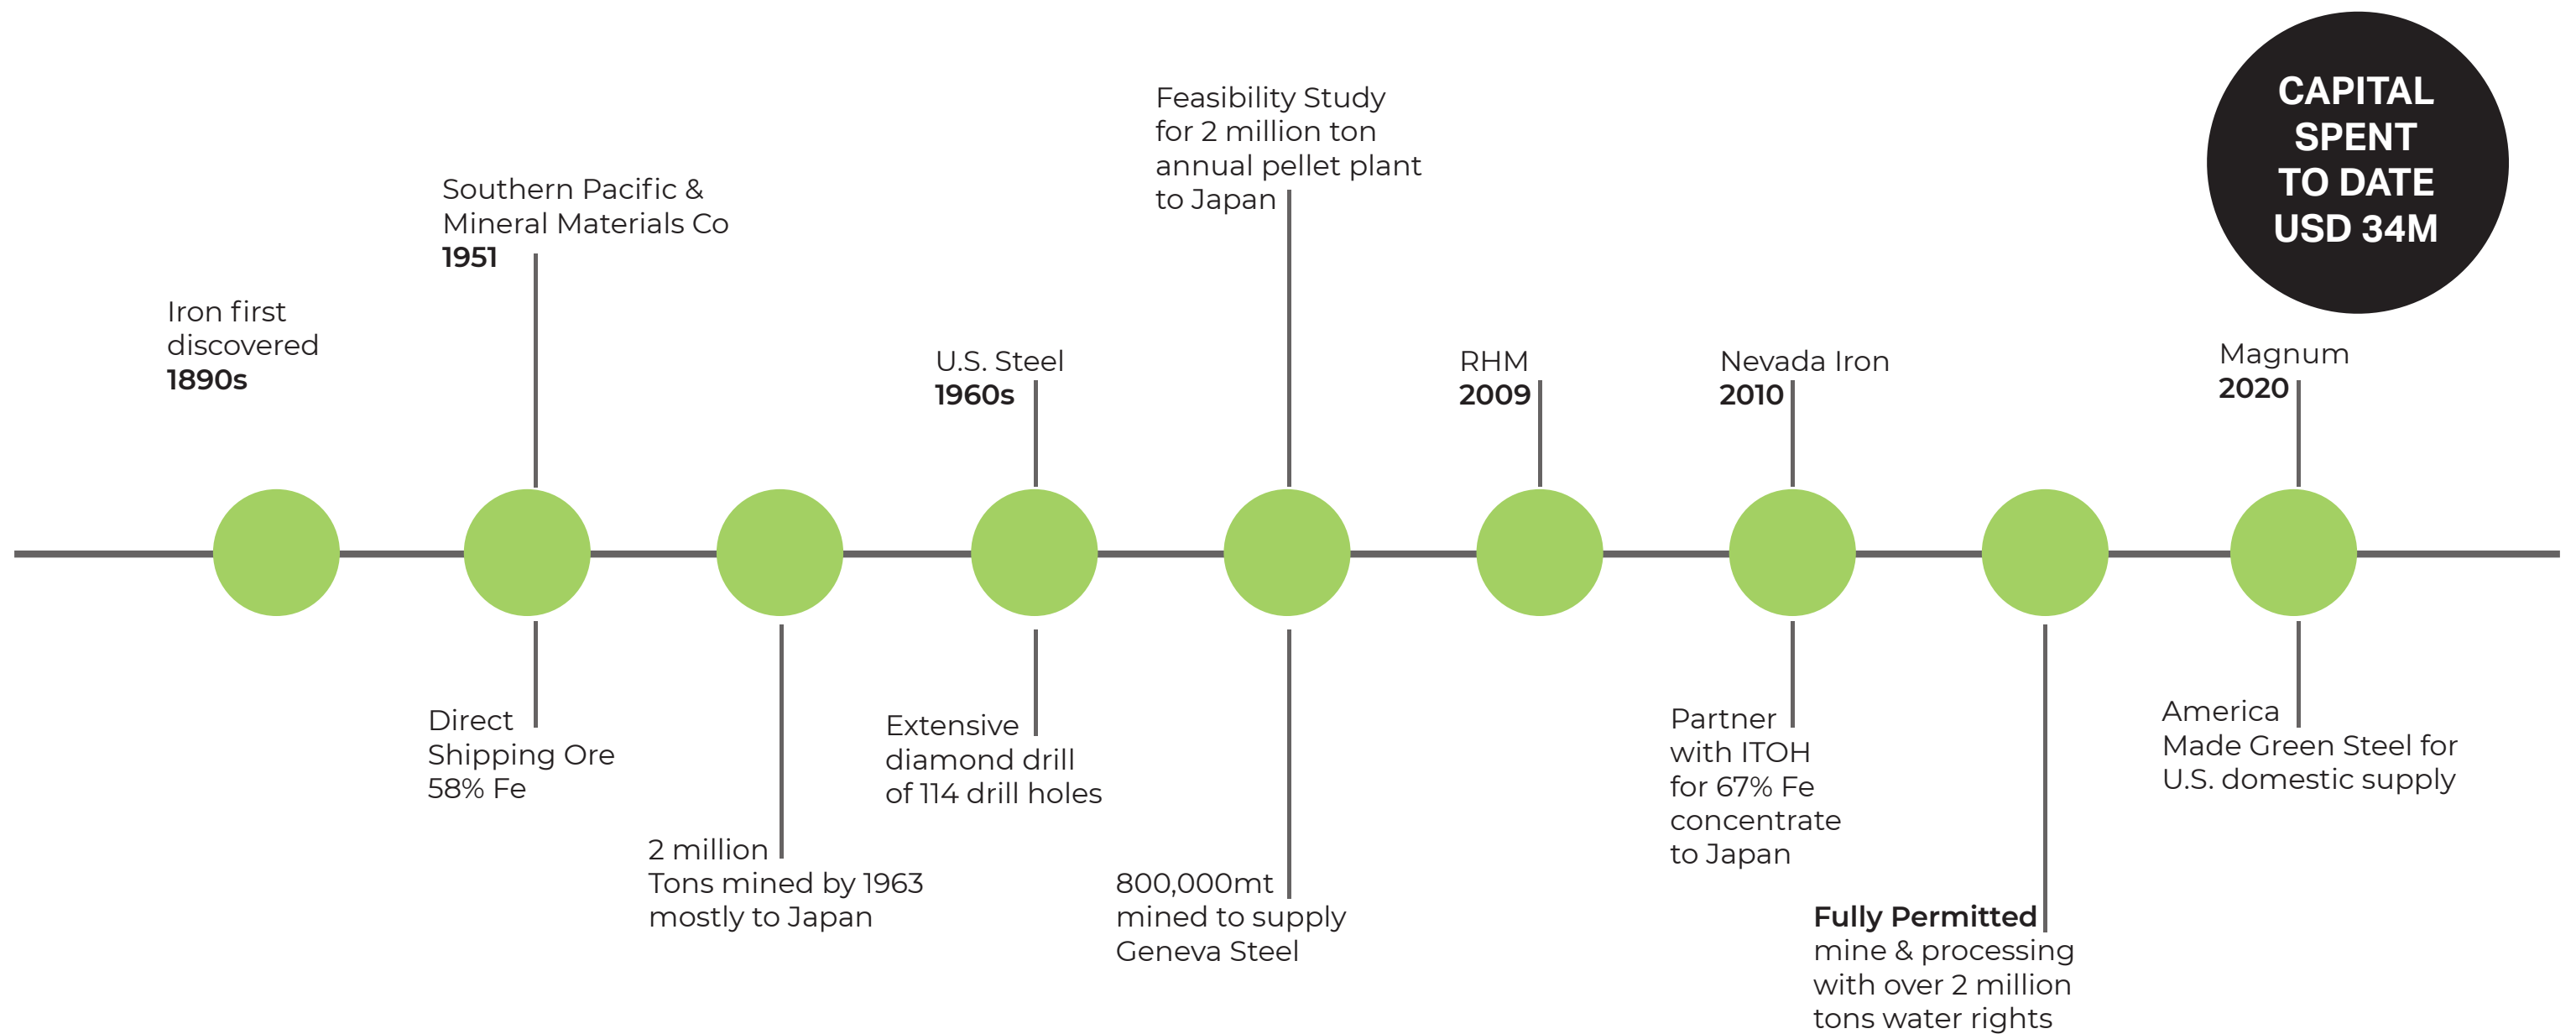 CAPITAL
SPENT
TO DATE
USD 34M
Iron first
discovered
1890s
Southern Pacific &
Mineral Materials Co
1951
Direct
Shipping Ore
58% Fe
2 million
Tons mined by 1963
mostly to Japan
U.S. Steel
1960s
Extensive
diamond drill
of 114 drill holes
Feasibility Study
for 2 million ton
annual pellet plant
to Japan
800,000mt
mined to supply
Geneva Steel
RHM
2009
Nevada Iron
2010
Partner
with ITOH
for 67% Fe
concentrate
to Japan
Fully Permitted
mine & processing
with over 2 million
tons water rights
Magnum
2020
America
Made Green Steel for
U.S. domestic supply